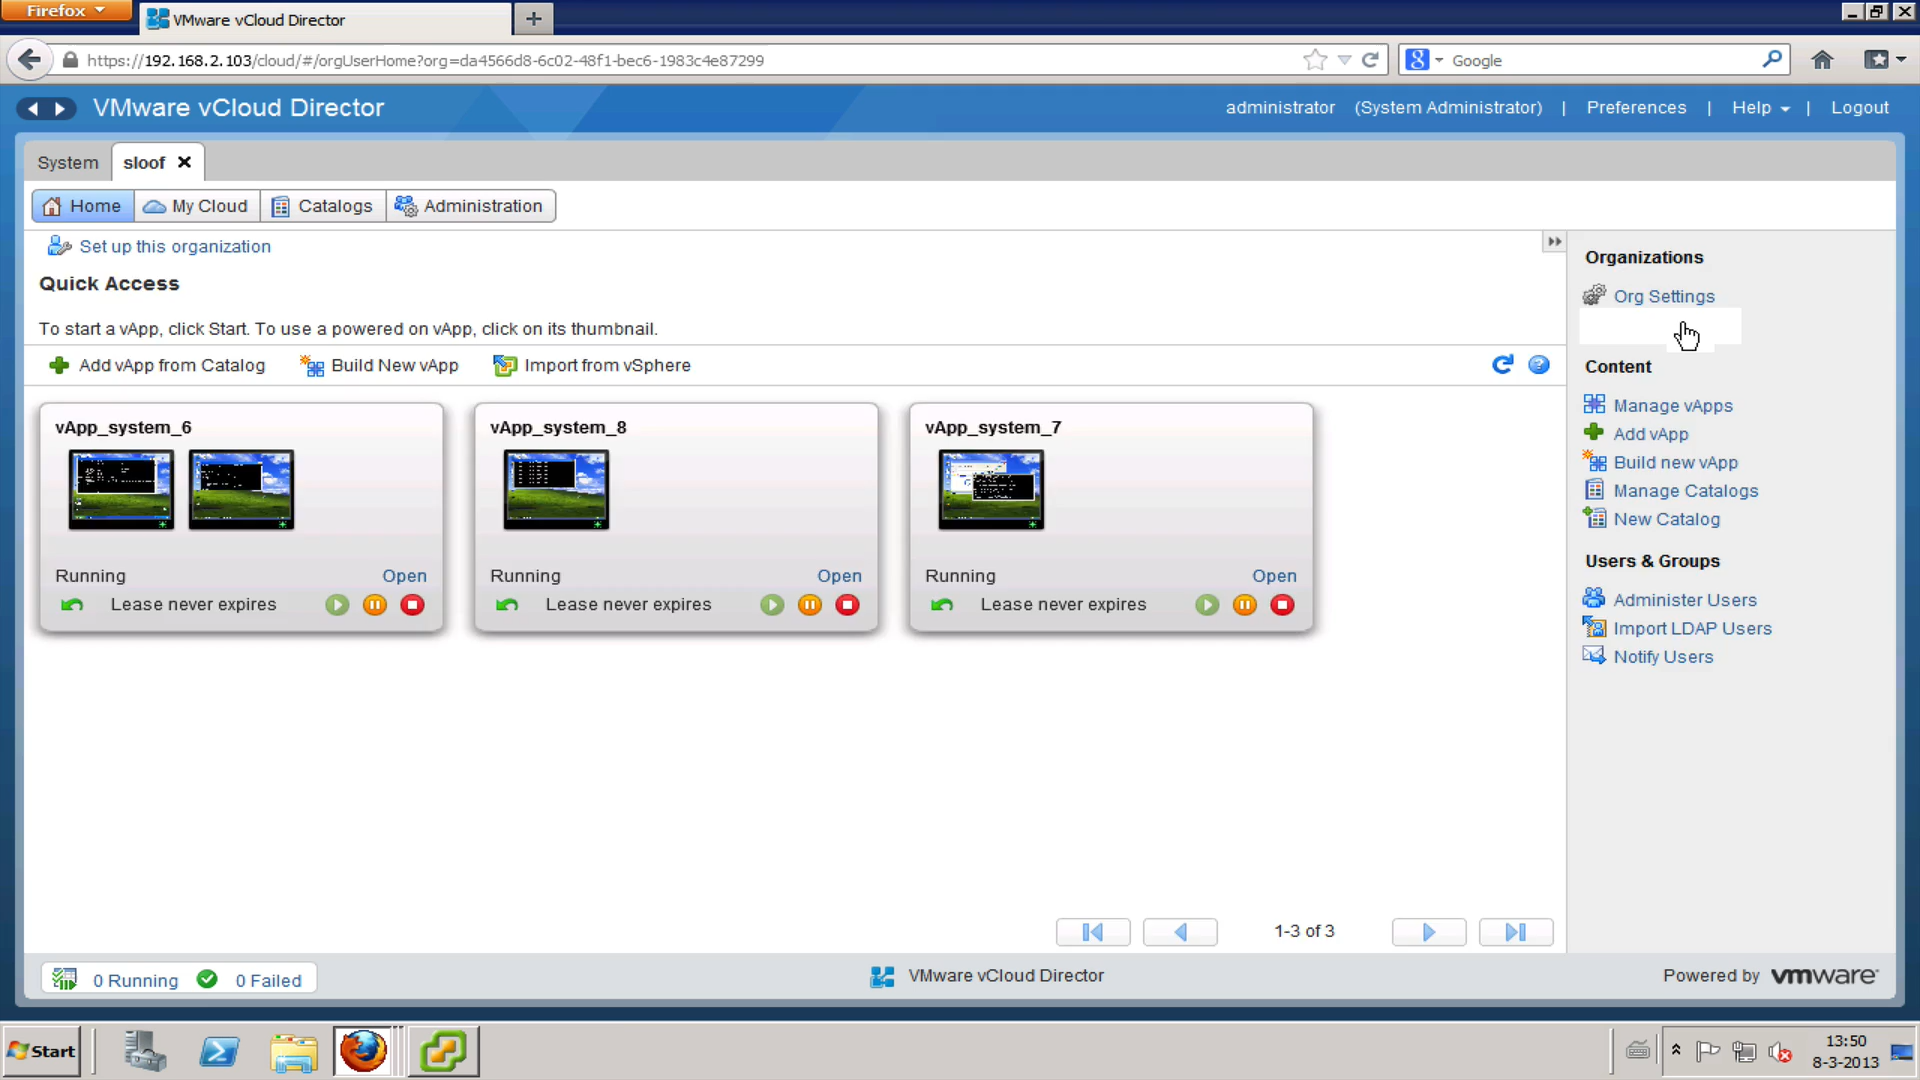 Firefox
VMware vCloud Director
https://192.168.2.103/cloud/#/orgUserHome?org=da4566d8-6c02-48f1-bec6-1983c4e87299
Google
VMware vCloud Director
administrator (System Administrator) | Preferences | Help | Logout
System
sloof
Home
My Cloud
Catalogs
Administration
Set up this organization
Quick Access
To start a vApp, click Start. To use a powered on vApp, click on its thumbnail.
Add vApp from Catalog
Build New vApp
Import from vSphere
vApp_system_6
Running
Open
Lease never expires
vApp_system_8
Running
Open
Lease never expires
vApp_system_7
Running
Open
Lease never expires
1-3 of 3
Organizations
Org Settings
Content
Manage vApps
Add vApp
Build new vApp
Manage Catalogs
New Catalog
Users & Groups
Administer Users
Import LDAP Users
Notify Users
0 Running
0 Failed
VMware vCloud Director
Powered by vmware
Start
13:50
8-3-2013